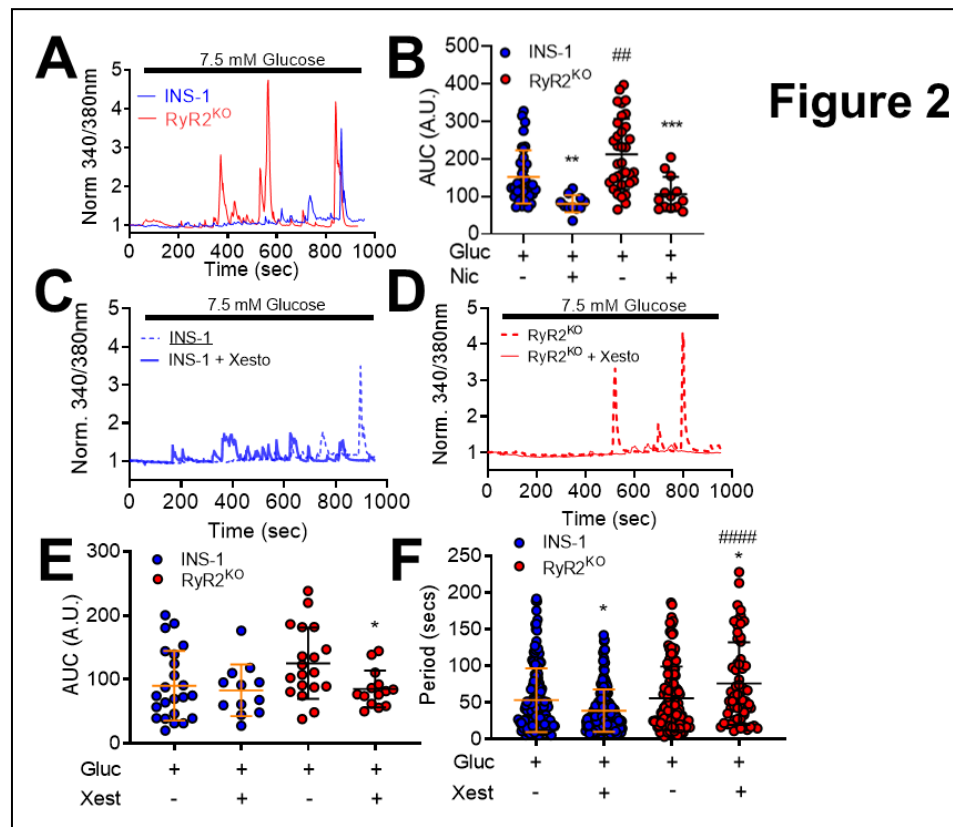 Figure 2
A
7.5 mM Glucose
INS-1
RyR2KO
Norm 340/380nm
5
4
3
2
1
0 200 400 600 800 1000
Time (sec)
B
INS-1
RyR2KO
AUC (A.U.)
500
400
300
200
100
0
**
##
***
Gluc + + + +
Nic - + - +
C
7.5 mM Glucose
INS-1
INS-1 + Xesto
Norm. 340/380nm
5
4
3
2
1
0 200 400 600 800 1000
Time (sec)
D
7.5 mM Glucose
RyR2KO
RyR2KO + Xesto
Norm. 340/380nm
5
4
3
2
1
0 200 400 600 800 1000
Time (sec)
E
INS-1
RyR2KO
AUC (A.U.)
300
200
100
0
*
Gluc + + + +
Xest - + - +
F
INS-1
RyR2KO
Period (secs)
250
200
150
100
50
0
*
####
*
Gluc + + + +
Xest - + - +